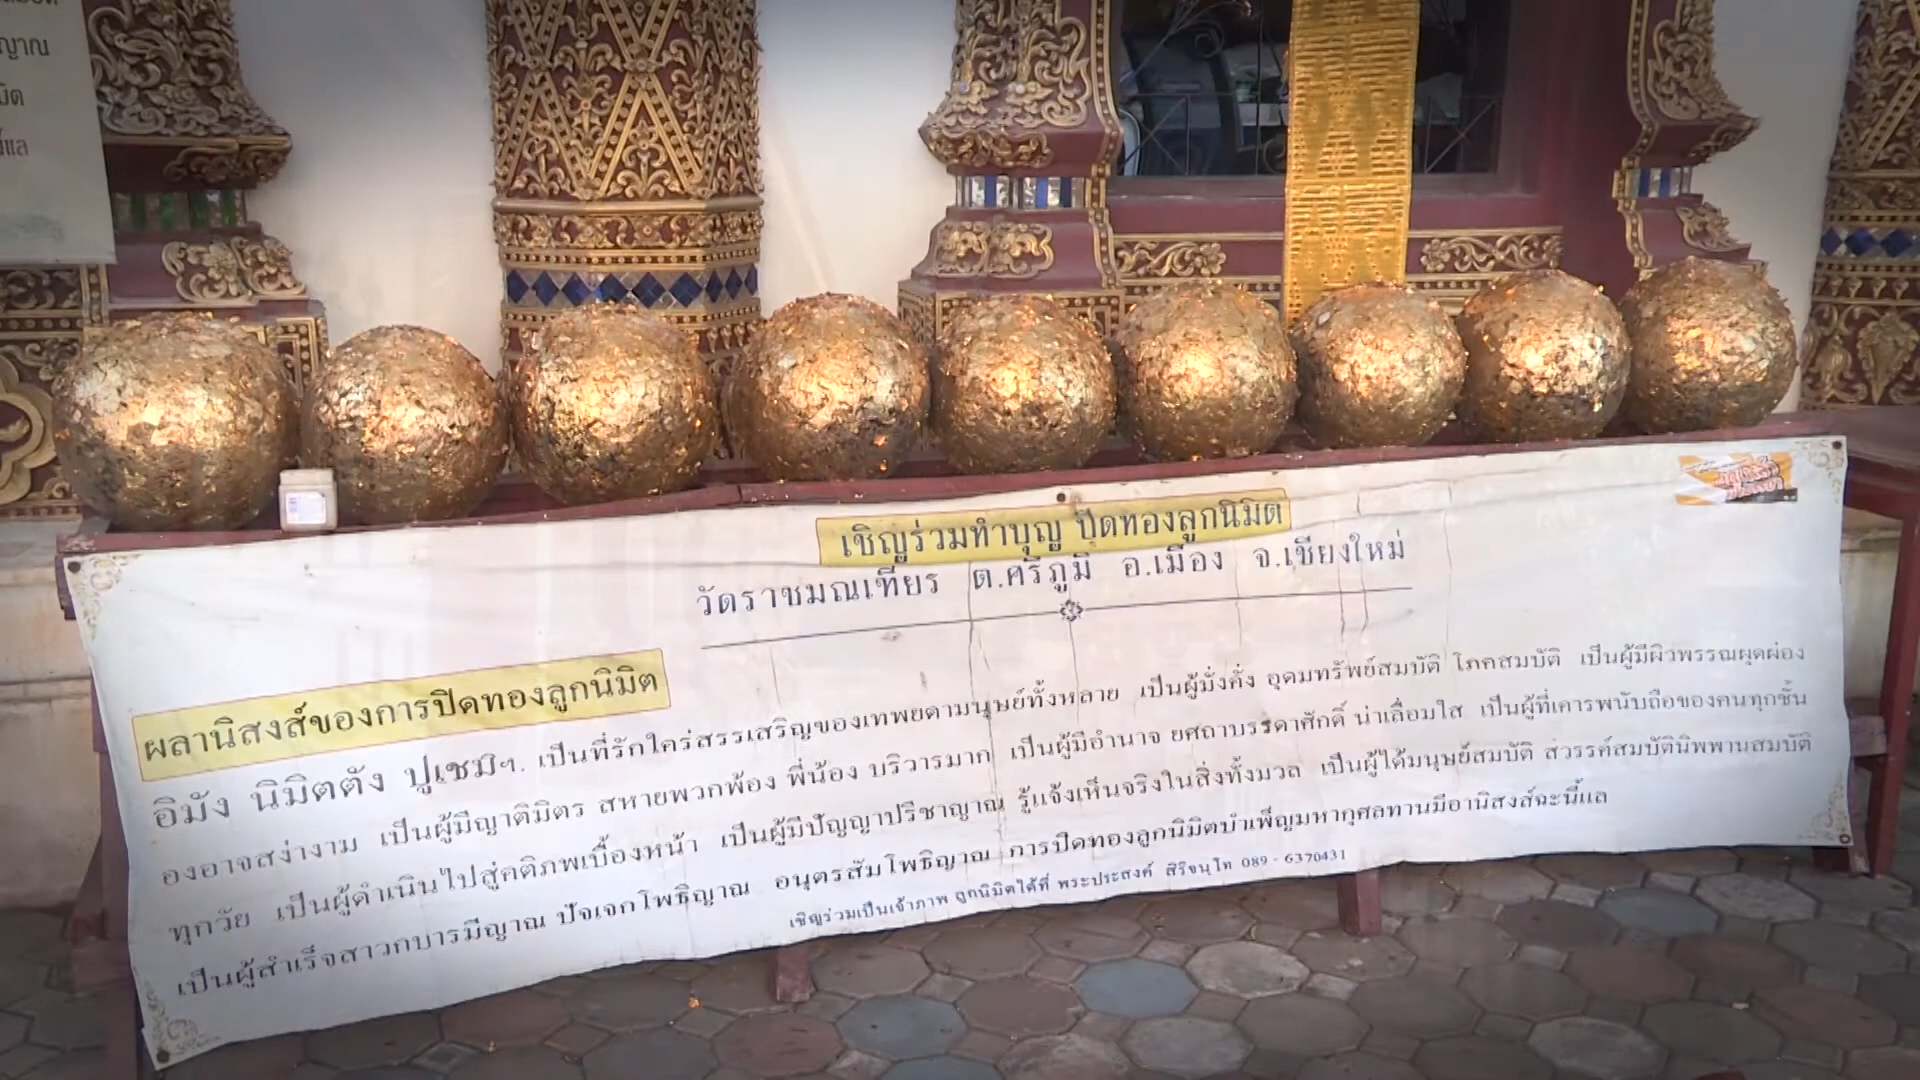 ญาณ
แล
เชิญร่วมทำบุญ ปิดทองลูกนิมิต
วัดราชมณเฑียร ต.ศรีภูมิ อ.เมือง จ.เชียงใหม่
ผลานิสงส์ของการปิดทองลูกนิมิต
อิมัง นิมิตตัง ปูเชมิฯ. เป็นที่รักใคร่สรรเสริญของเทพยดามนุษย์ทั้งหลาย เป็นผู้มั่งคั่ง อุดมทรัพย์สมบัติ โภคสมบัติ เป็นผู้มีผิวพรรณผุดผ่อง
องอาจสง่างาม เป็นผู้มีญาติมิตร สหายพวกพ้อง พี่น้อง บริวารมาก เป็นผู้มีอำนาจ ยศถาบรรดาศักดิ์ น่าเลื่อมใส เป็นผู้ที่เคารพนับถือของคนทุกชั้น
ทุกวัย เป็นผู้ดำเนินไปสู่คติภพเบื้องหน้า เป็นผู้มีปัญญาปรีชาญาณ รู้แจ้งเห็นจริงในสิ่งทั้งมวล เป็นผู้ได้มนุษย์สมบัติ สวรรค์สมบัตินิพพานสมบัติ
เป็นผู้สำเร็จสาวกบารมีญาณ ปัจเจกโพธิญาณ อนุตรสัมโพธิญาณ การปิดทองลูกนิมิตบำเพ็ญมหากุศลทานมีอานิสงส์ฉะนี้แล
เชิญร่วมเป็นเจ้าภาพ ลูกนิมิตได้ที่ พระประสงค์ สิริจนฺโท 089 - 6370431